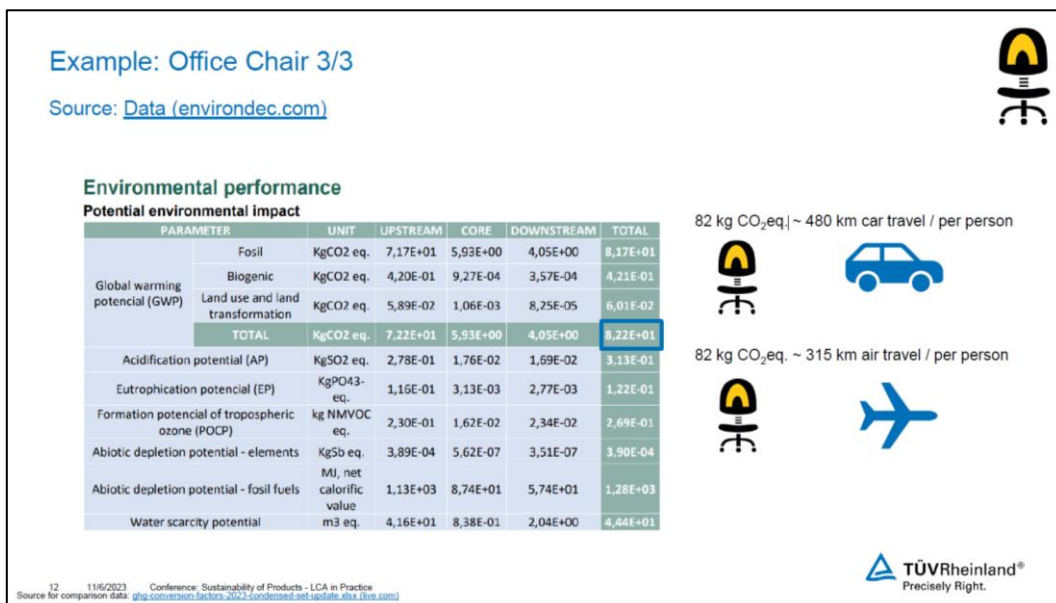 Example: Office Chair 3/3
Source: Data (environdec.com)
Environmental performance
Potential environmental impact
PARAMETER UNIT UPSTREAM CORE DOWNSTREAM TOTAL
Global warming potencial (GWP)
Fosil KgCO2 eq. 7,17E+01 5,93E+00 4,05E+00 8,17E+01
Biogenic KgCO2 eq. 4,20E-01 9,27E-04 3,57E-04 4,21E-01
Land use and land transformation KgCO2 eq. 5,89E-02 1,06E-03 8,25E-05 6,01E-02
TOTAL KgCO2 eq. 7,22E+01 5,93E+00 4,05E+00 8,22E+01
Acidification potential (AP) KgSO2 eq. 2,78E-01 1,76E-02 1,69E-02 3,13E-01
Eutrophication potencial (EP) KgPO43- eq. 1,16E-01 3,13E-03 2,77E-03 1,22E-01
Formation potencial of tropospheric ozone (POCP) kg NMVOC eq. 2,30E-01 1,62E-02 2,34E-02 2,69E-01
Abiotic depletion potential - elements KgSb eq. 3,89E-04 5,62E-07 3,51E-07 3,90E-04
Abiotic depletion potential - fosil fuels MJ, net calorific value 1,13E+03 8,74E+01 5,74E+01 1,28E+03
Water scarcity potential m3 eq. 4,16E+01 8,38E-01 2,04E+00 4,44E+01
82 kg CO₂eq. ~ 480 km car travel / per person
82 kg CO₂eq. ~ 315 km air travel / per person
12 11/6/2023 Conference: Sustainability of Products - LCA in Practice
Source for comparison data: ghg-conversion-factors-2023-condensed-set-update.xlsx (live.com)
TÜVRheinland®
Precisely Right.